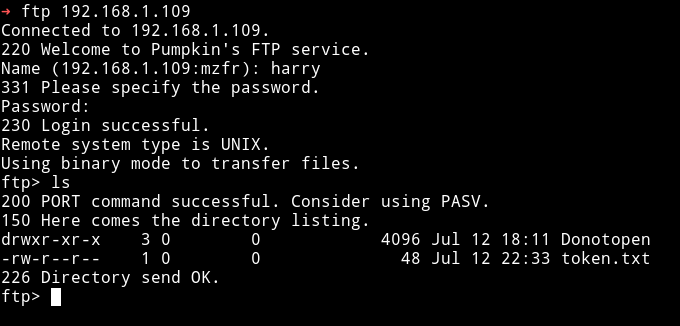 ➜ ftp 192.168.1.109
Connected to 192.168.1.109.
220 Welcome to Pumpkin's FTP service.
Name (192.168.1.109:mzfr): harry
331 Please specify the password.
Password:
230 Login successful.
Remote system type is UNIX.
Using binary mode to transfer files.
ftp> ls
200 PORT command successful. Consider using PASV.
150 Here comes the directory listing.
drwxr-xr-x    3 0        0            4096 Jul 12 18:11 Donotopen
-rw-r--r--    1 0        0              48 Jul 12 22:33 token.txt
226 Directory send OK.
ftp>